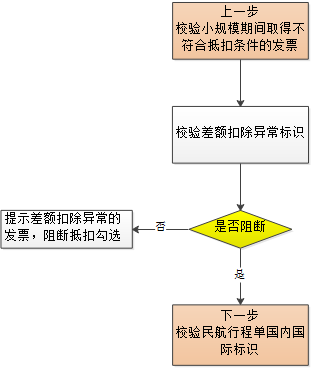 上一步
校验小规模期间取得不
符合抵扣条件的发票
校验差额扣除异常标识
是否阻断
否
提示差额扣除异常的
发票，阻断抵扣勾选
是
下一步
校验民航行程单国内国
际标识